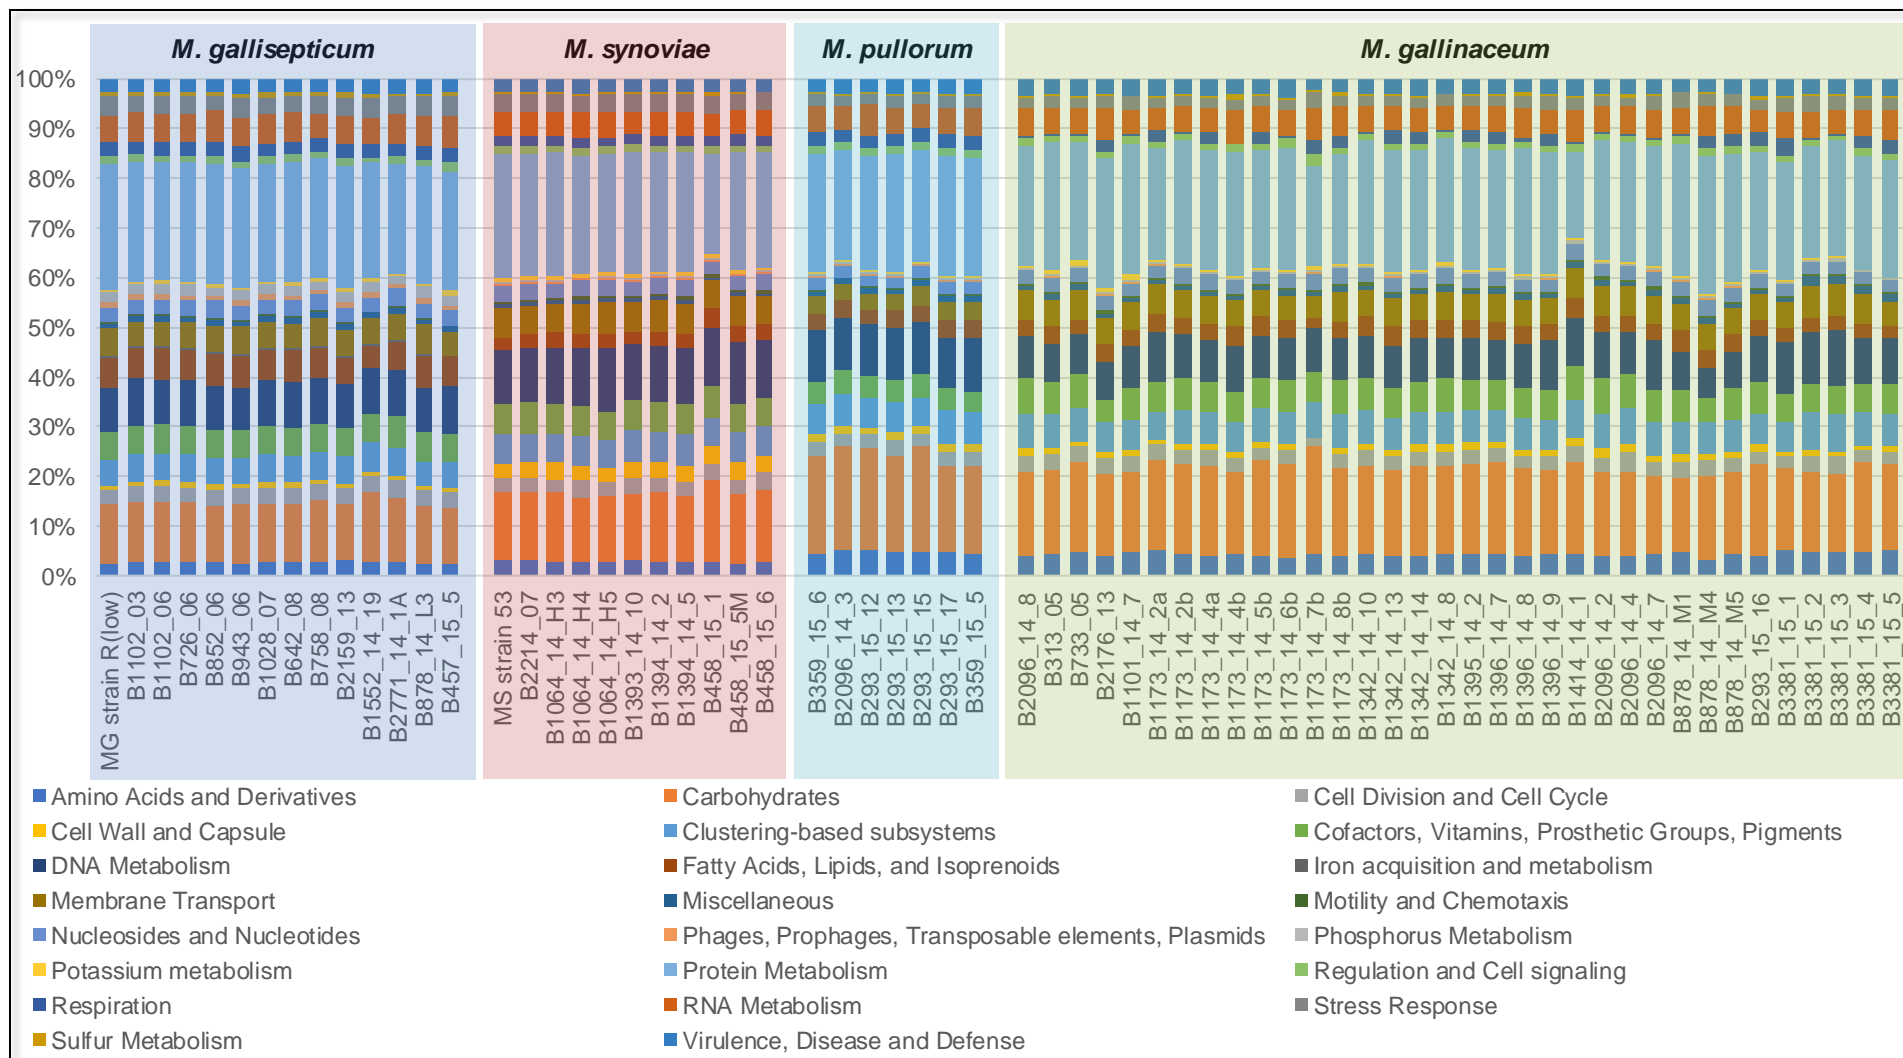 M. gallisepticum
M. synoviae
M. pullorum
M. gallinaceum
100%
90%
80%
70%
60%
50%
40%
30%
20%
10%
0%
MG strain R(low)
B1102_03
B1102_06
B726_06
B852_06
B943_06
B1028_07
B642_08
B758_08
B2159_13
B1552_14_19
B2771_14_1A
B878_14_L3
B457_15_5
MS strain 53
B2214_07
B1064_14_H3
B1064_14_H4
B1064_14_H5
B1393_14_10
B1394_14_2
B1394_14_5
B458_15_1
B458_15_5M
B458_15_6
B359_15_6
B2096_14_3
B293_15_12
B293_15_13
B293_15_15
B293_15_17
B359_15_5
B2096_14_8
B313_05
B733_05
B2176_13
B1101_14_7
B1173_14_2a
B1173_14_2b
B1173_14_4a
B1173_14_4b
B1173_14_5b
B1173_14_6b
B1173_14_7b
B1173_14_8b
B1342_14_10
B1342_14_13
B1342_14_14
B1342_14_8
B1395_14_2
B1396_14_7
B1396_14_8
B1396_14_9
B1414_14_1
B2096_14_2
B2096_14_4
B2096_14_7
B878_14_M1
B878_14_M4
B878_14_M5
B293_15_16
B3381_15_1
B3381_15_2
B3381_15_3
B3381_15_4
B3381_15_5
Amino Acids and Derivatives
Carbohydrates
Cell Division and Cell Cycle
Cell Wall and Capsule
Clustering-based subsystems
Cofactors, Vitamins, Prosthetic Groups, Pigments
DNA Metabolism
Fatty Acids, Lipids, and Isoprenoids
Iron acquisition and metabolism
Membrane Transport
Miscellaneous
Motility and Chemotaxis
Nucleosides and Nucleotides
Phages, Prophages, Transposable elements, Plasmids
Phosphorus Metabolism
Potassium metabolism
Protein Metabolism
Regulation and Cell signaling
Respiration
RNA Metabolism
Stress Response
Sulfur Metabolism
Virulence, Disease and Defense